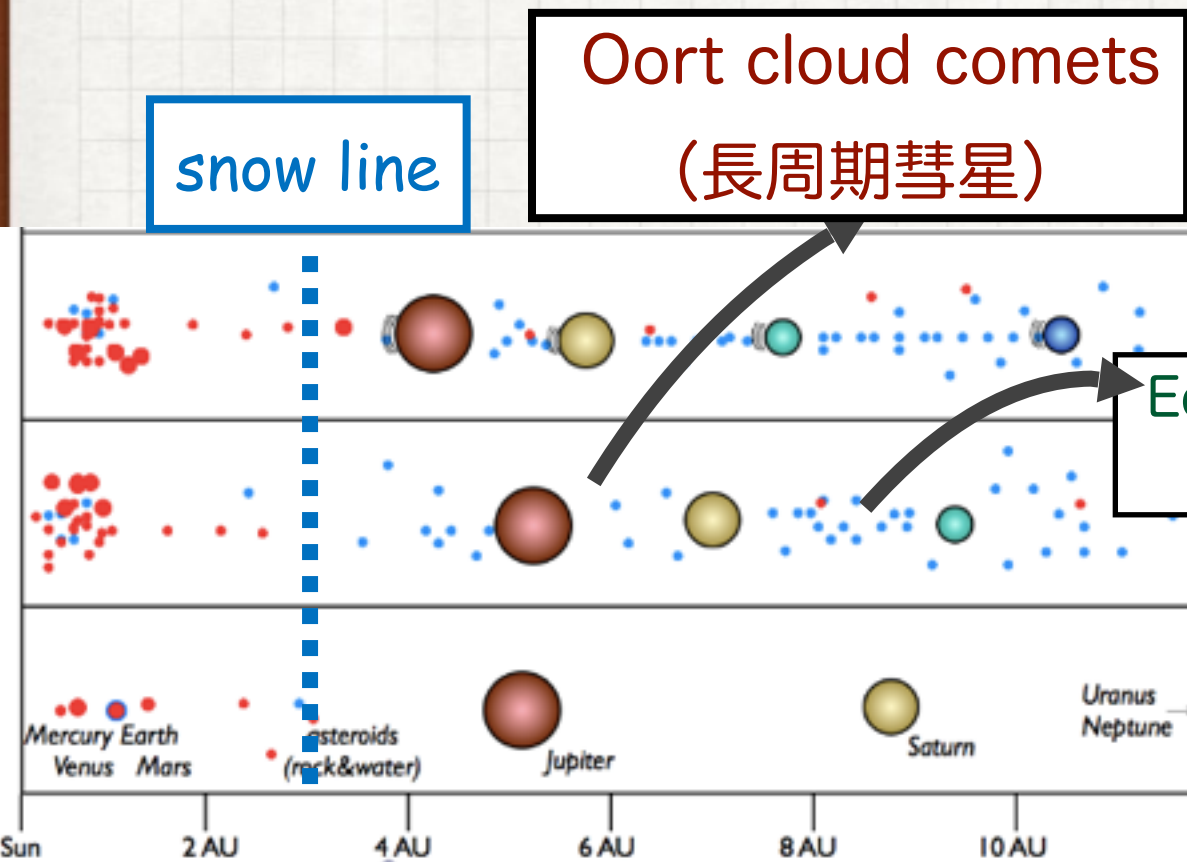 Oort cloud comets
（長周期彗星）
snow line
Uranus
Neptune
Mercury Earth
Venus Mars
asteroids
(rock&water)
Jupiter
Saturn
Sun
2 AU
4 AU
6 AU
8 AU
10 AU